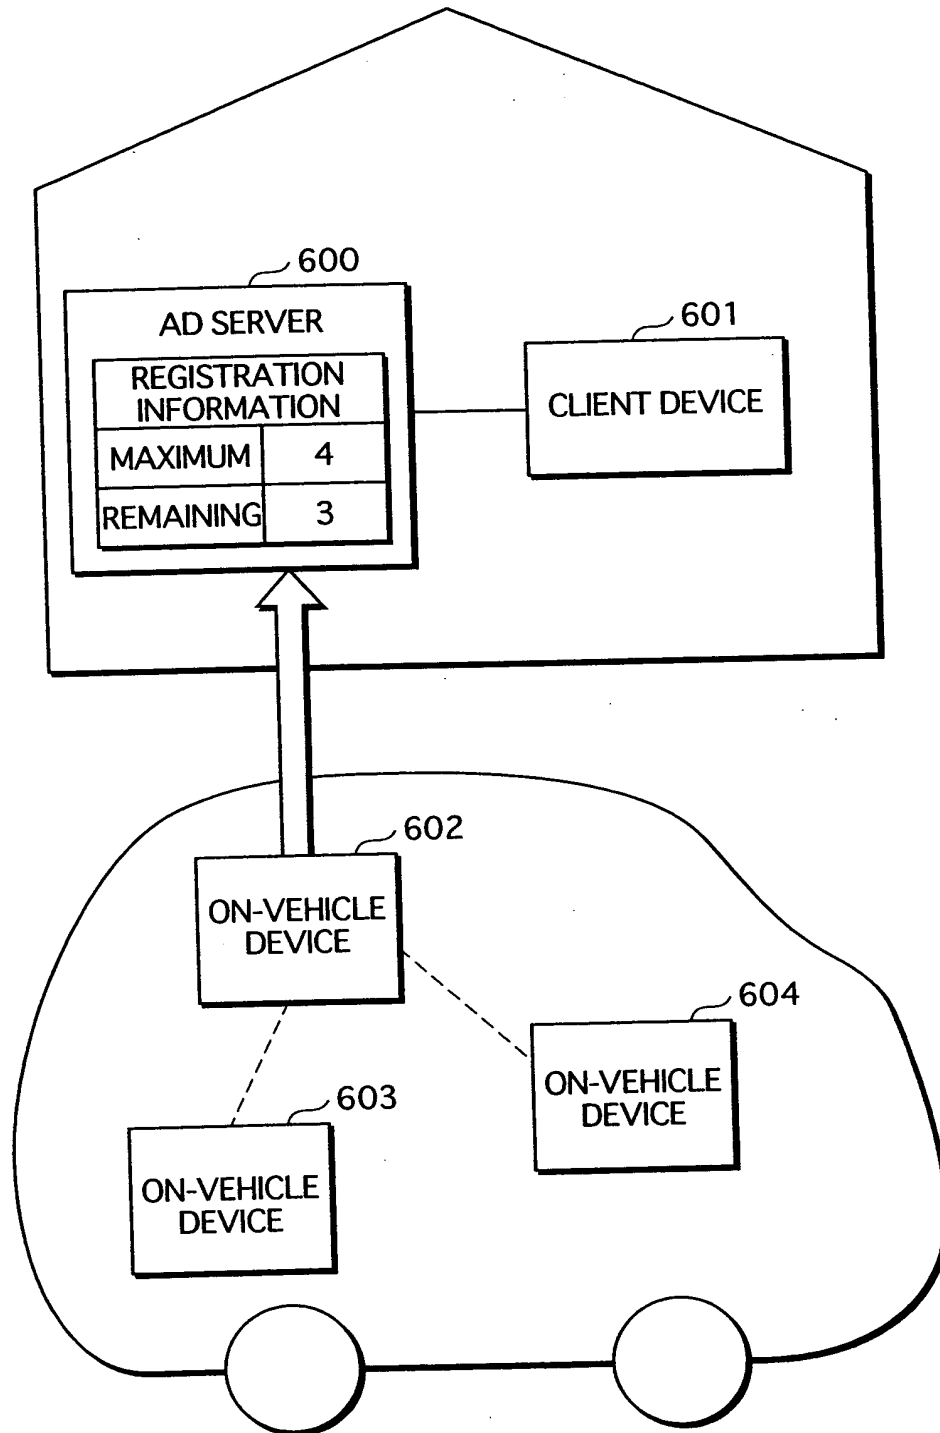 600
AD SERVER
REGISTRATION
INFORMATION
MAXIMUM 4
REMAINING 3
601
CLIENT DEVICE
602
ON-VEHICLE
DEVICE
604
ON-VEHICLE
DEVICE
603
ON-VEHICLE
DEVICE